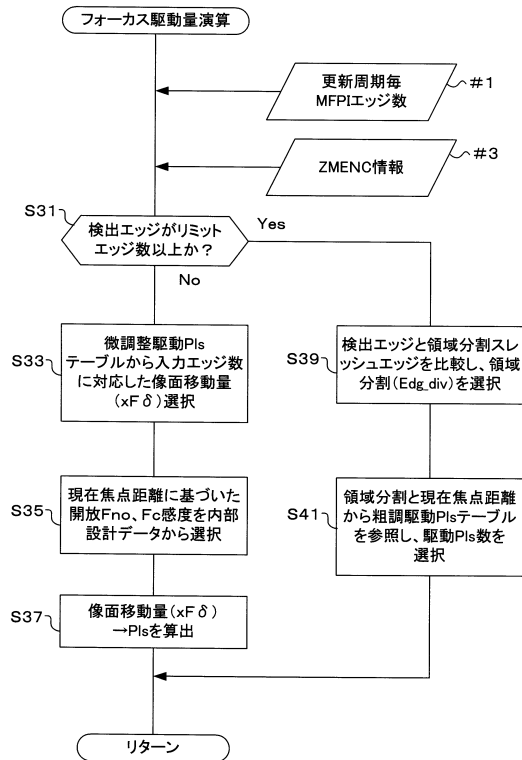 フォーカス駆動量演算
更新周期毎
MFPIエッジ数
#1
ZMENC情報
#3
S31
検出エッジがリミット
エッジ数以上か?
Yes
No
S33
微調整駆動Pls
テーブルから入力エッジ数
に対応した像面移動量
(xFδ)選択
S39
検出エッジと領域分割スレ
ッシュエッジを比較し、領域
分割(Edg_div)を選択
S35
現在焦点距離に基づいた
開放Fno、Fc感度を内部
設計データから選択
S41
領域分割と現在焦点距離
から粗調駆動Plsテーブル
を参照し、駆動Pls数を
選択
S37
像面移動量(xFδ)
→Plsを算出
リターン